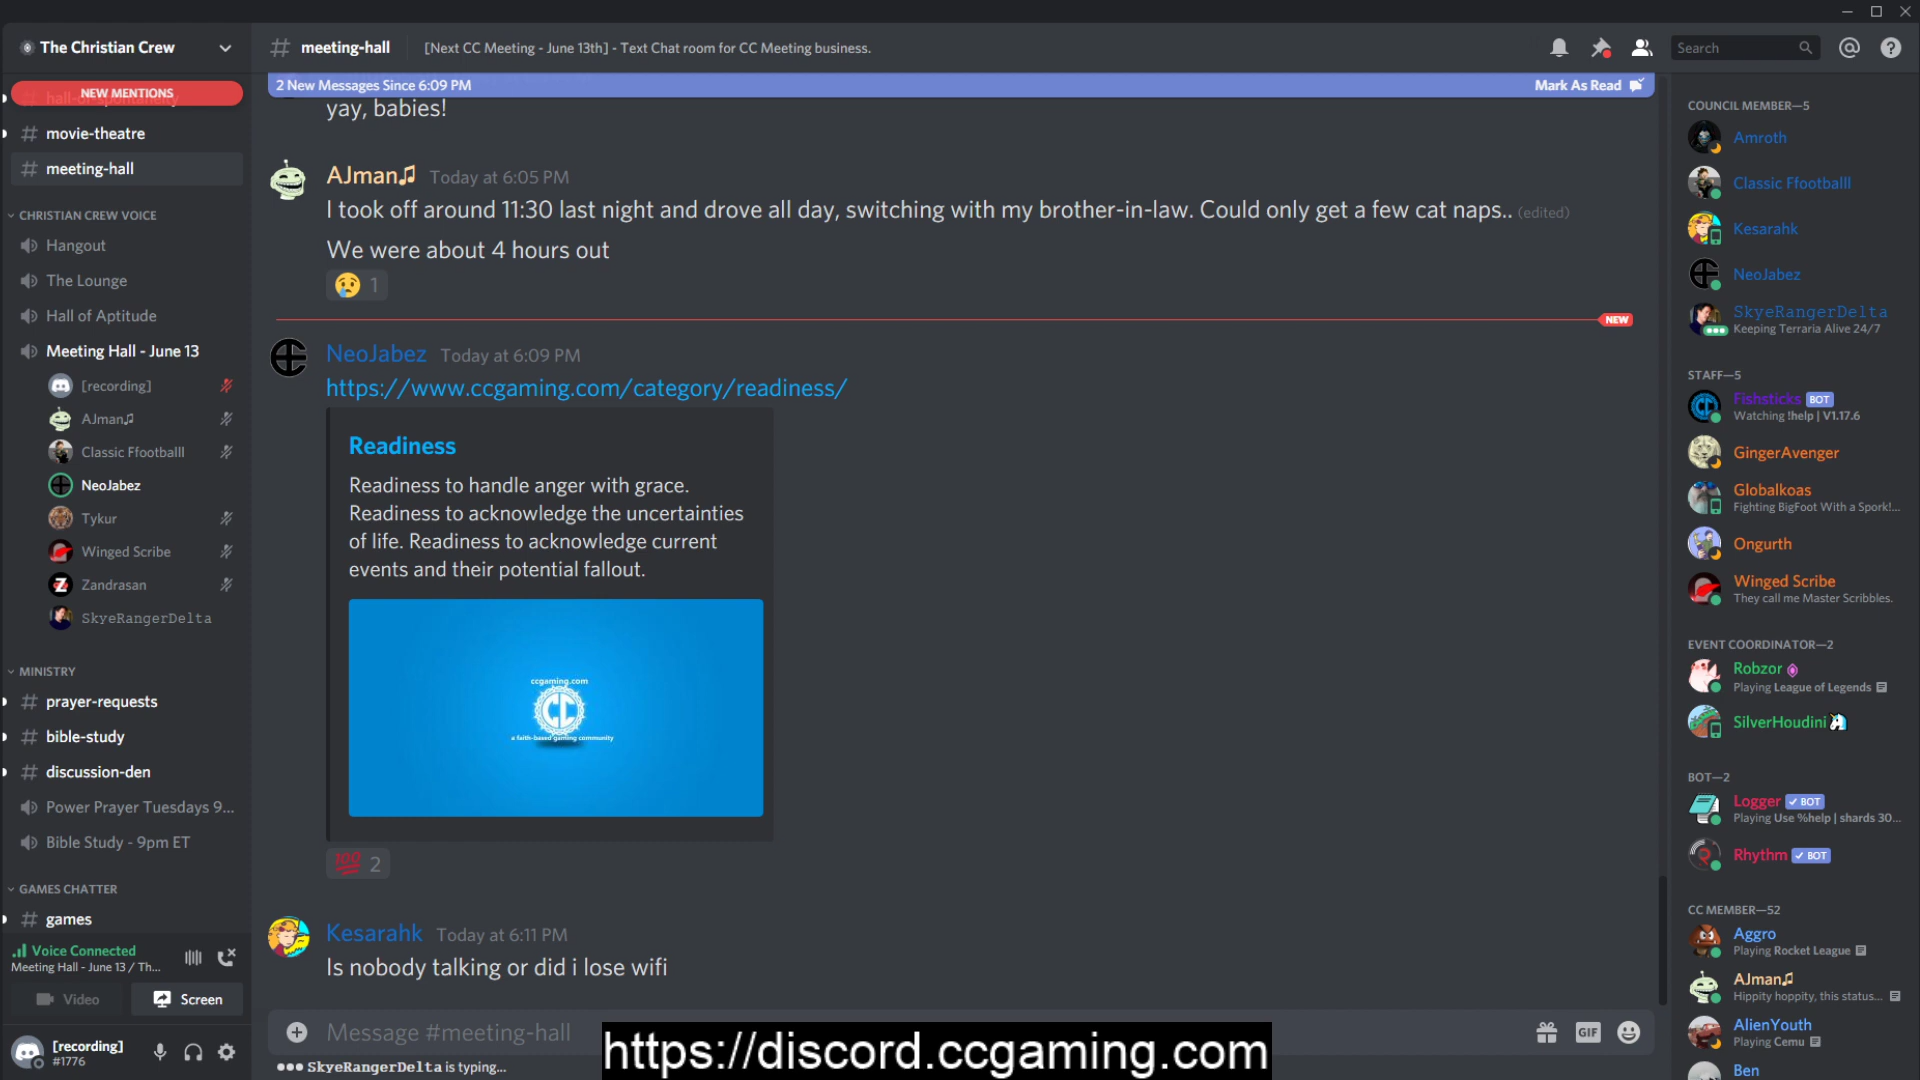 The Christian Crew
NEW MENTIONS
movie-theatre
meeting-hall
CHRISTIAN CREW VOICE
Hangout
The Lounge
Hall of Aptitude
Meeting Hall - June 13
[recording]
AJman♫
Classic Ffootballl
NeoJabez
Tykur
Winged Scribe
Zandrasan
SkyeRangerDelta
MINISTRY
prayer-requests
bible-study
discussion-den
Power Prayer Tuesdays 9...
Bible Study - 9pm ET
GAMES CHATTER
games
Voice Connected
Meeting Hall - June 13 / Th...
Video
Screen
[recording]
#1776
meeting-hall
[Next CC Meeting - June 13th] - Text Chat room for CC Meeting business.
Search
2 New Messages Since 6:09 PM
Mark As Read
yay, babies!
AJman♫ Today at 6:05 PM
I took off around 11:30 last night and drove all day, switching with my brother-in-law. Could only get a few cat naps.. (edited)
We were about 4 hours out
😢 1
NEW
NeoJabez Today at 6:09 PM
https://www.ccgaming.com/category/readiness/
Readiness
Readiness to handle anger with grace.
Readiness to acknowledge the uncertainties
of life. Readiness to acknowledge current
events and their potential fallout.
ccgaming.com
CC
a faith-based gaming community
💯 2
Kesarahk Today at 6:11 PM
Is nobody talking or did i lose wifi
Message #meeting-hall
GIF
SkyeRangerDelta is typing...
https://discord.ccgaming.com
COUNCIL MEMBER—5
Amroth
Classic Ffootballl
Kesarahk
NeoJabez
SkyeRangerDelta
Keeping Terraria Alive 24/7
STAFF—5
Fishsticks BOT
Watching !help | V1.17.6
GingerAvenger
Globalkoas
Fighting BigFoot With a Spork!...
Ongurth
Winged Scribe
They call me Master Scribbles.
EVENT COORDINATOR—2
Robzor
Playing League of Legends
SilverHoudini🦄
BOT—2
Logger ✓ BOT
Playing Use %help | shards 30...
Rhythm ✓ BOT
CC MEMBER—52
Aggro
Playing Rocket League
AJman♫
Hippity hoppity, this status...
AlienYouth
Playing Cemu
Ben